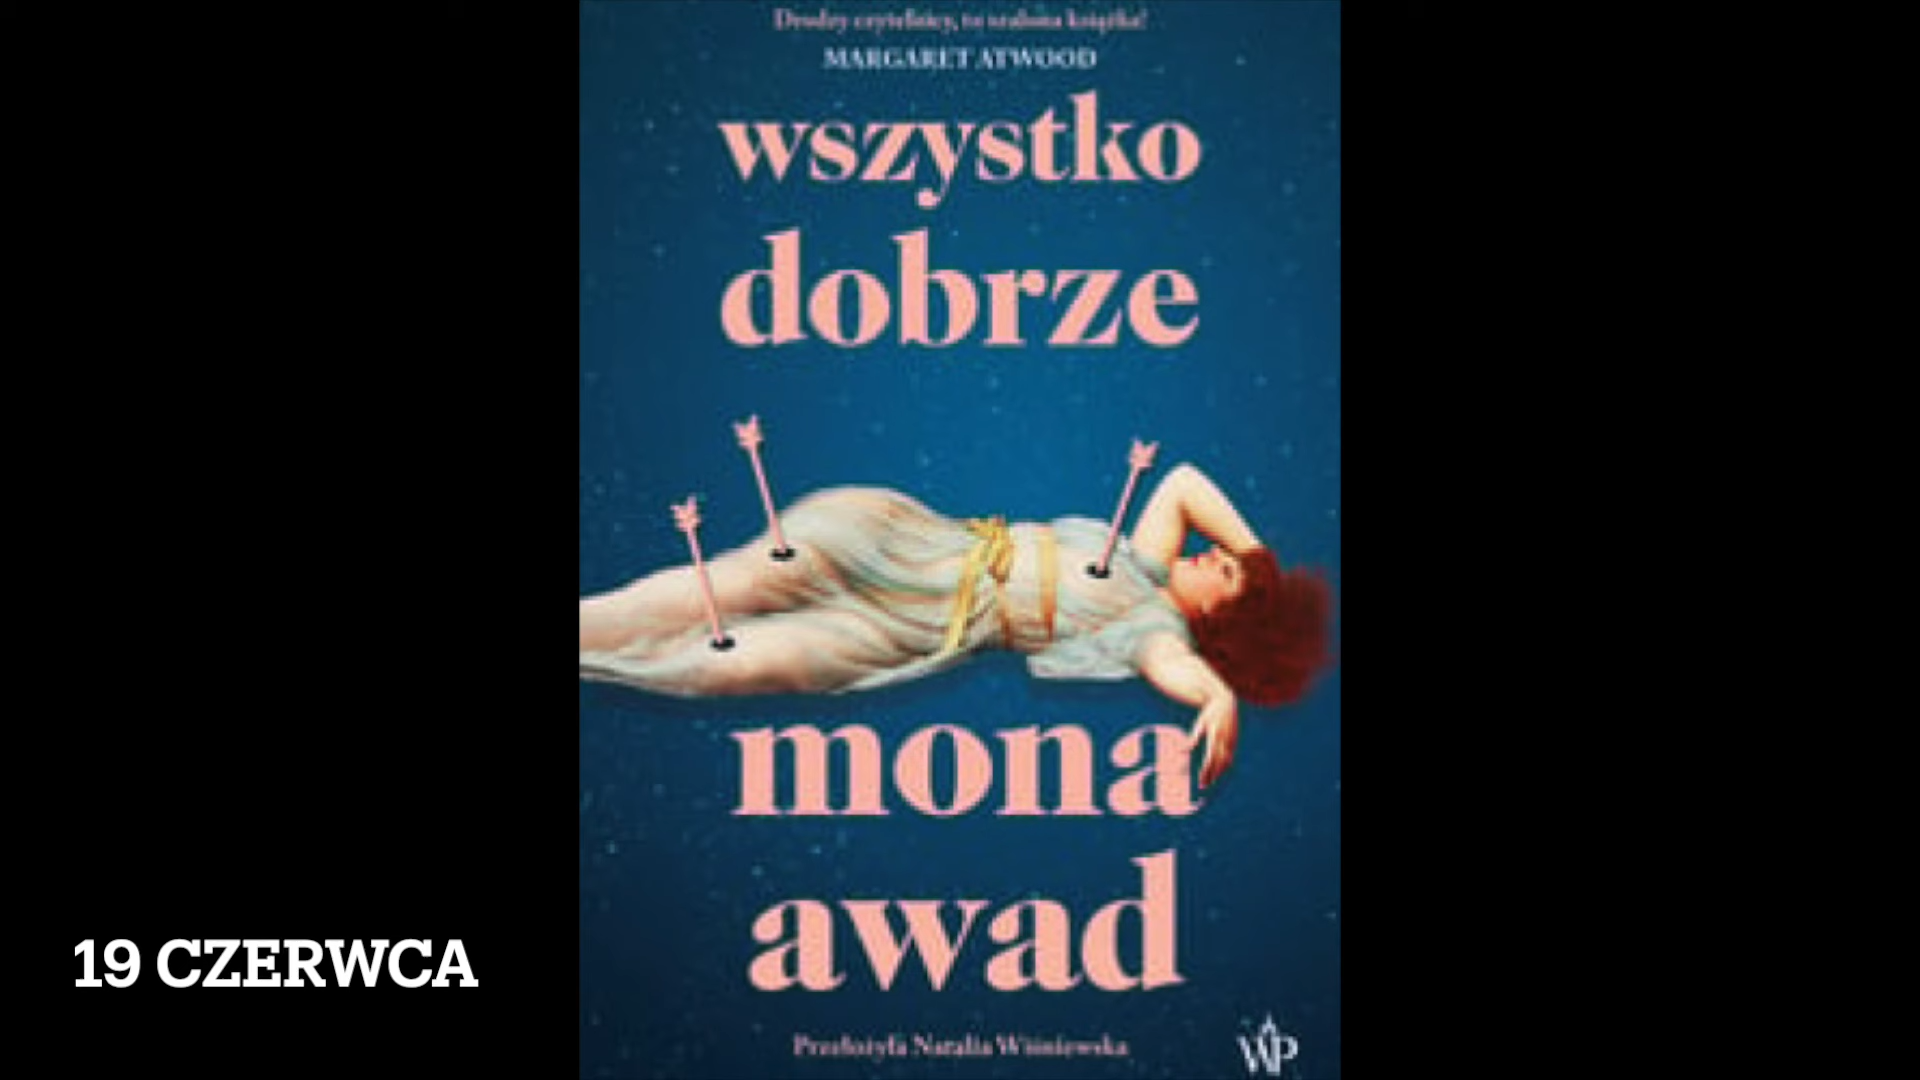 Drodzy czytelnicy, to szalona książka!
MARGARET ATWOOD
wszystko
dobrze
mona
awad
19 CZERWCA
Przełożyła Natalia Wiśniewska
WP